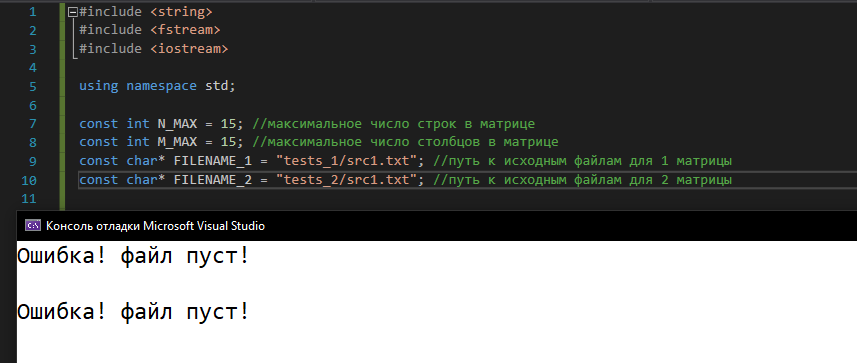 1 #include <string>
2 #include <fstream>
3 #include <iostream>
4
5 using namespace std;
6
7 const int N_MAX = 15; //максимальное число строк в матрице
8 const int M_MAX = 15; //максимальное число столбцов в матрице
9 const char* FILENAME_1 = "tests_1/src1.txt"; //путь к исходным файлам для 1 матрицы
10 const char* FILENAME_2 = "tests_2/src1.txt"; //путь к исходным файлам для 2 матрицы
11
C:\ Консоль отладки Microsoft Visual Studio
Ошибка! файл пуст!
Ошибка! файл пуст!